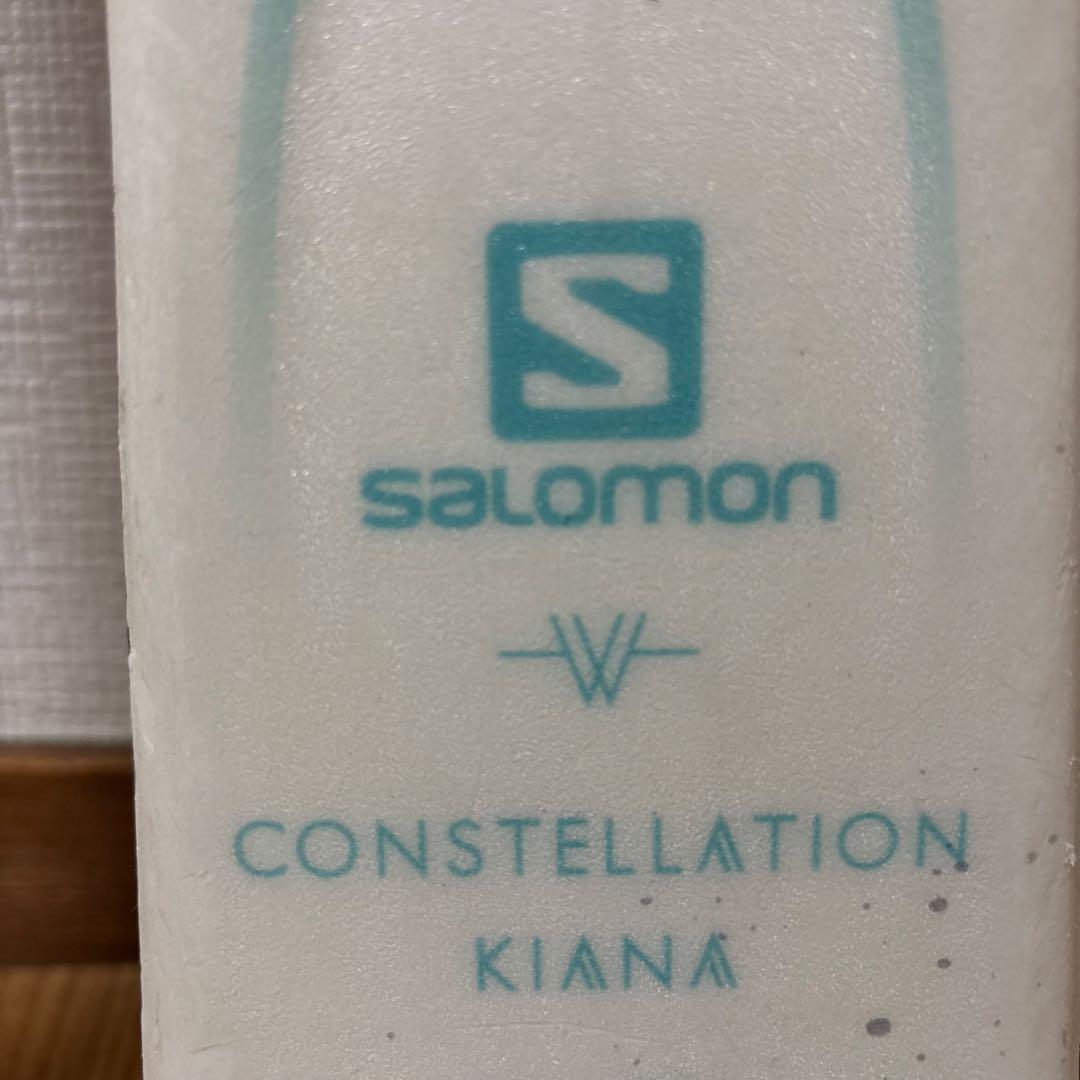 S
salomon
W
CONSTELLATION
KIANA